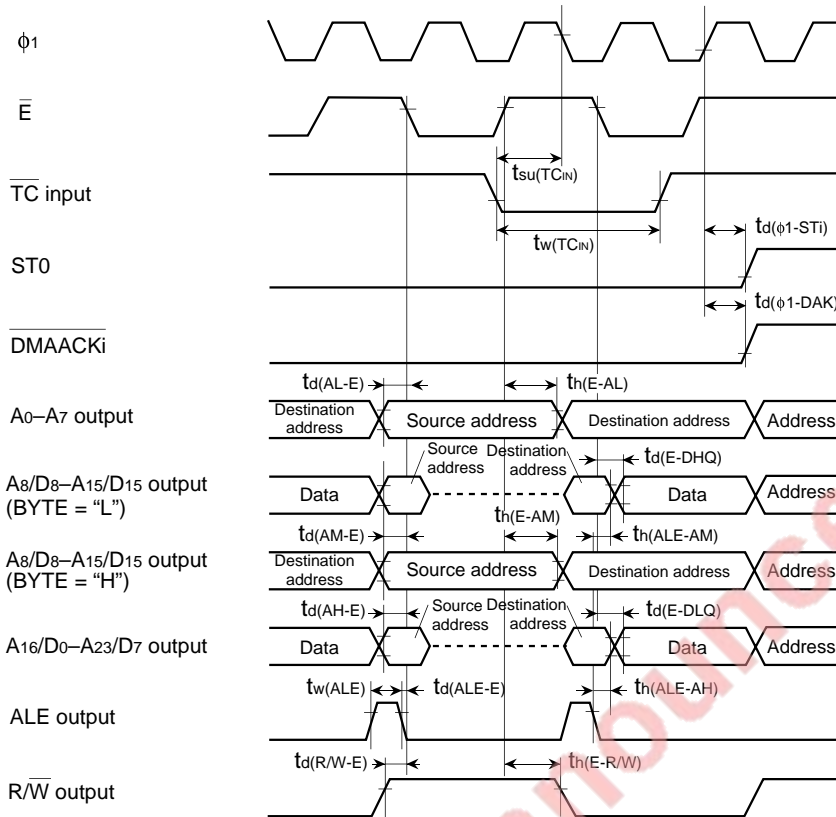 ϕ1
E
tsu(TCIN)
TC input
tw(TCIN)
td(ϕ1-STi)
ST0
td(ϕ1-DAK)
DMAACKi
td(AL-E) th(E-AL)
A0–A7 output
Destination address Source address Destination address Address
Source address Destination address
td(E-DHQ)
A8/D8–A15/D15 output
(BYTE = “L”)
Data Data Address
td(AM-E) th(E-AM) th(ALE-AM)
A8/D8–A15/D15 output
(BYTE = “H”)
Destination address Source address Destination address Address
td(AH-E) Source address Destination address td(E-DLQ)
A16/D0–A23/D7 output
Data Data Address
tw(ALE) td(ALE-E) th(ALE-AH)
ALE output
td(R/W-E) th(E-R/W)
R/W output